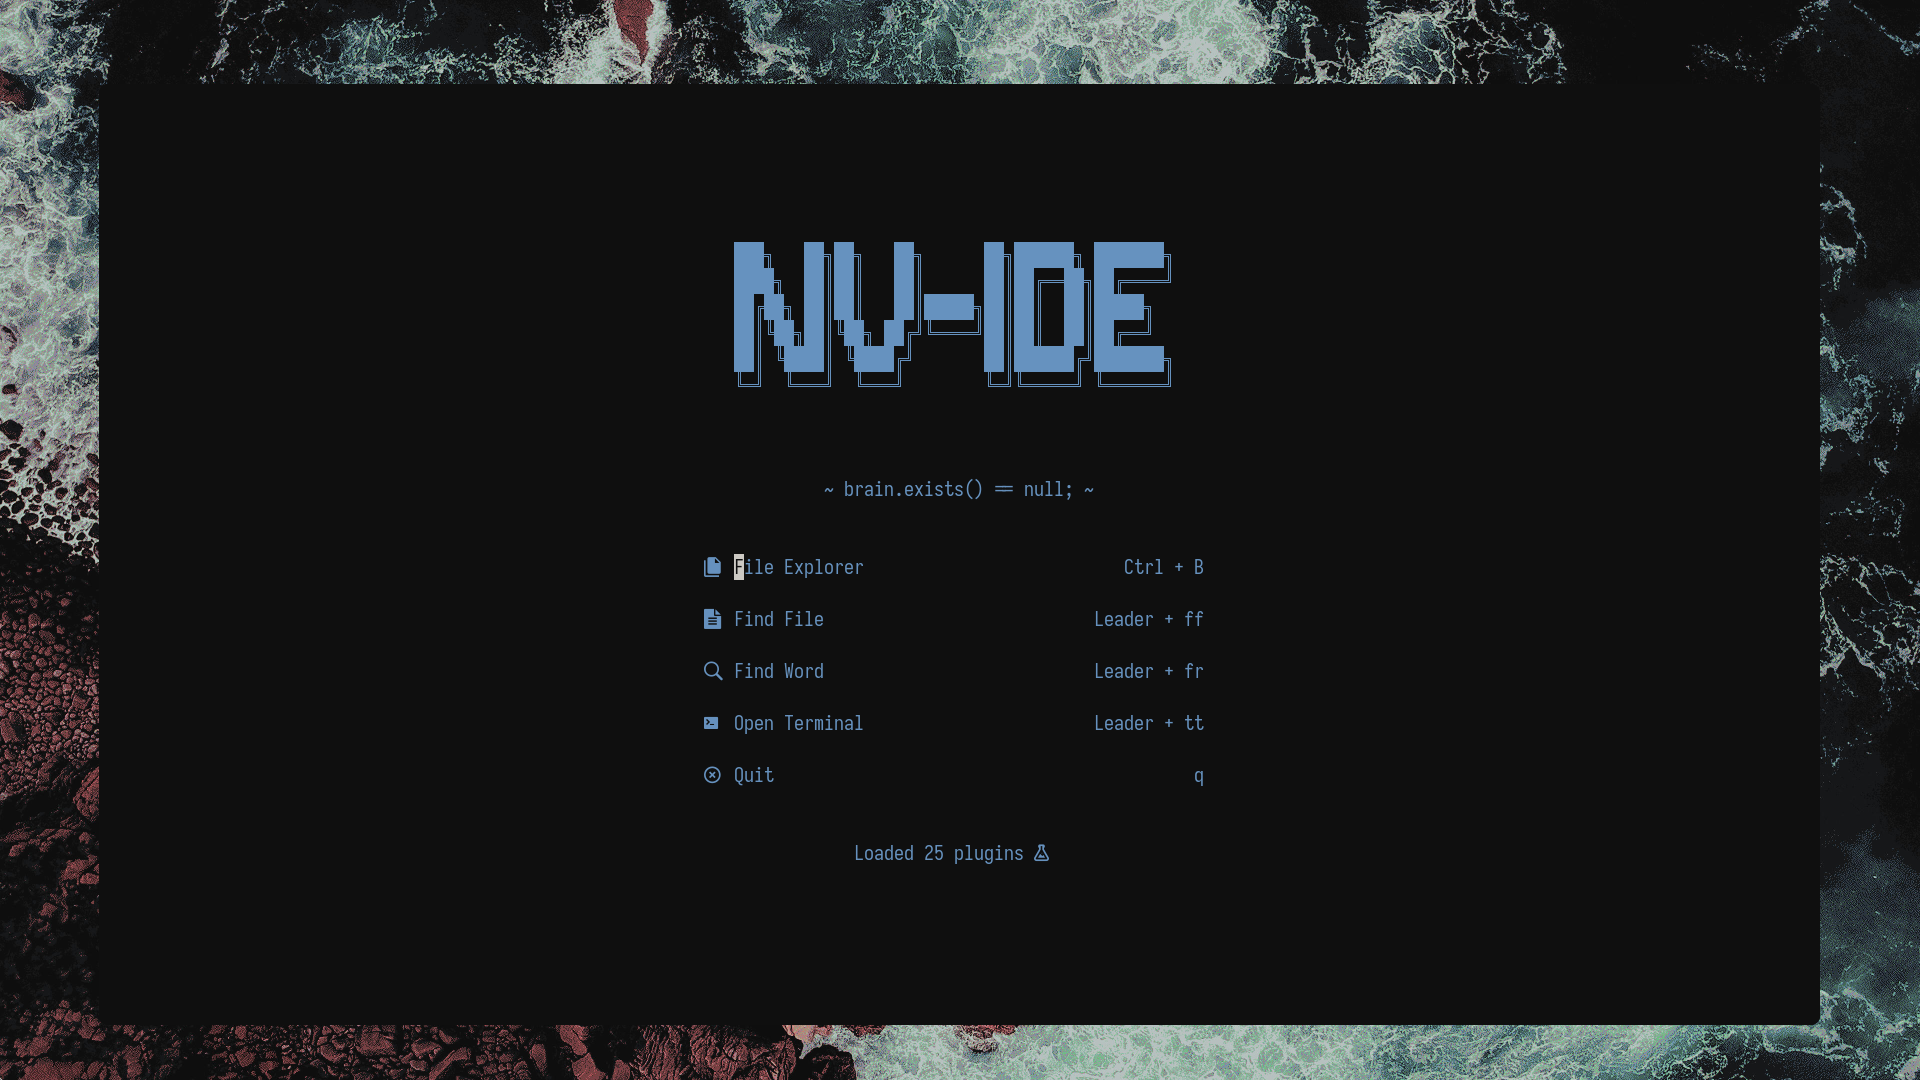 NV-IDE
~ brain.exists() == null; ~
File Explorer Ctrl + B
Find File Leader + ff
Find Word Leader + fr
Open Terminal Leader + tt
Quit q
Loaded 25 plugins